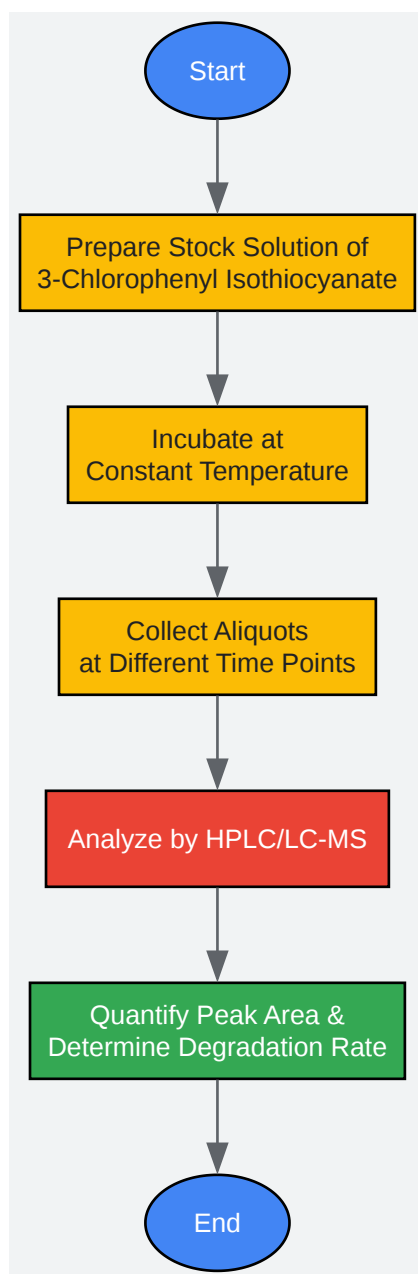 Start
Prepare Stock Solution of
3-Chlorophenyl Isothiocyanate
Incubate at
Constant Temperature
Collect Aliquots
at Different Time Points
Analyze by HPLC/LC-MS
Quantify Peak Area &
Determine Degradation Rate
End